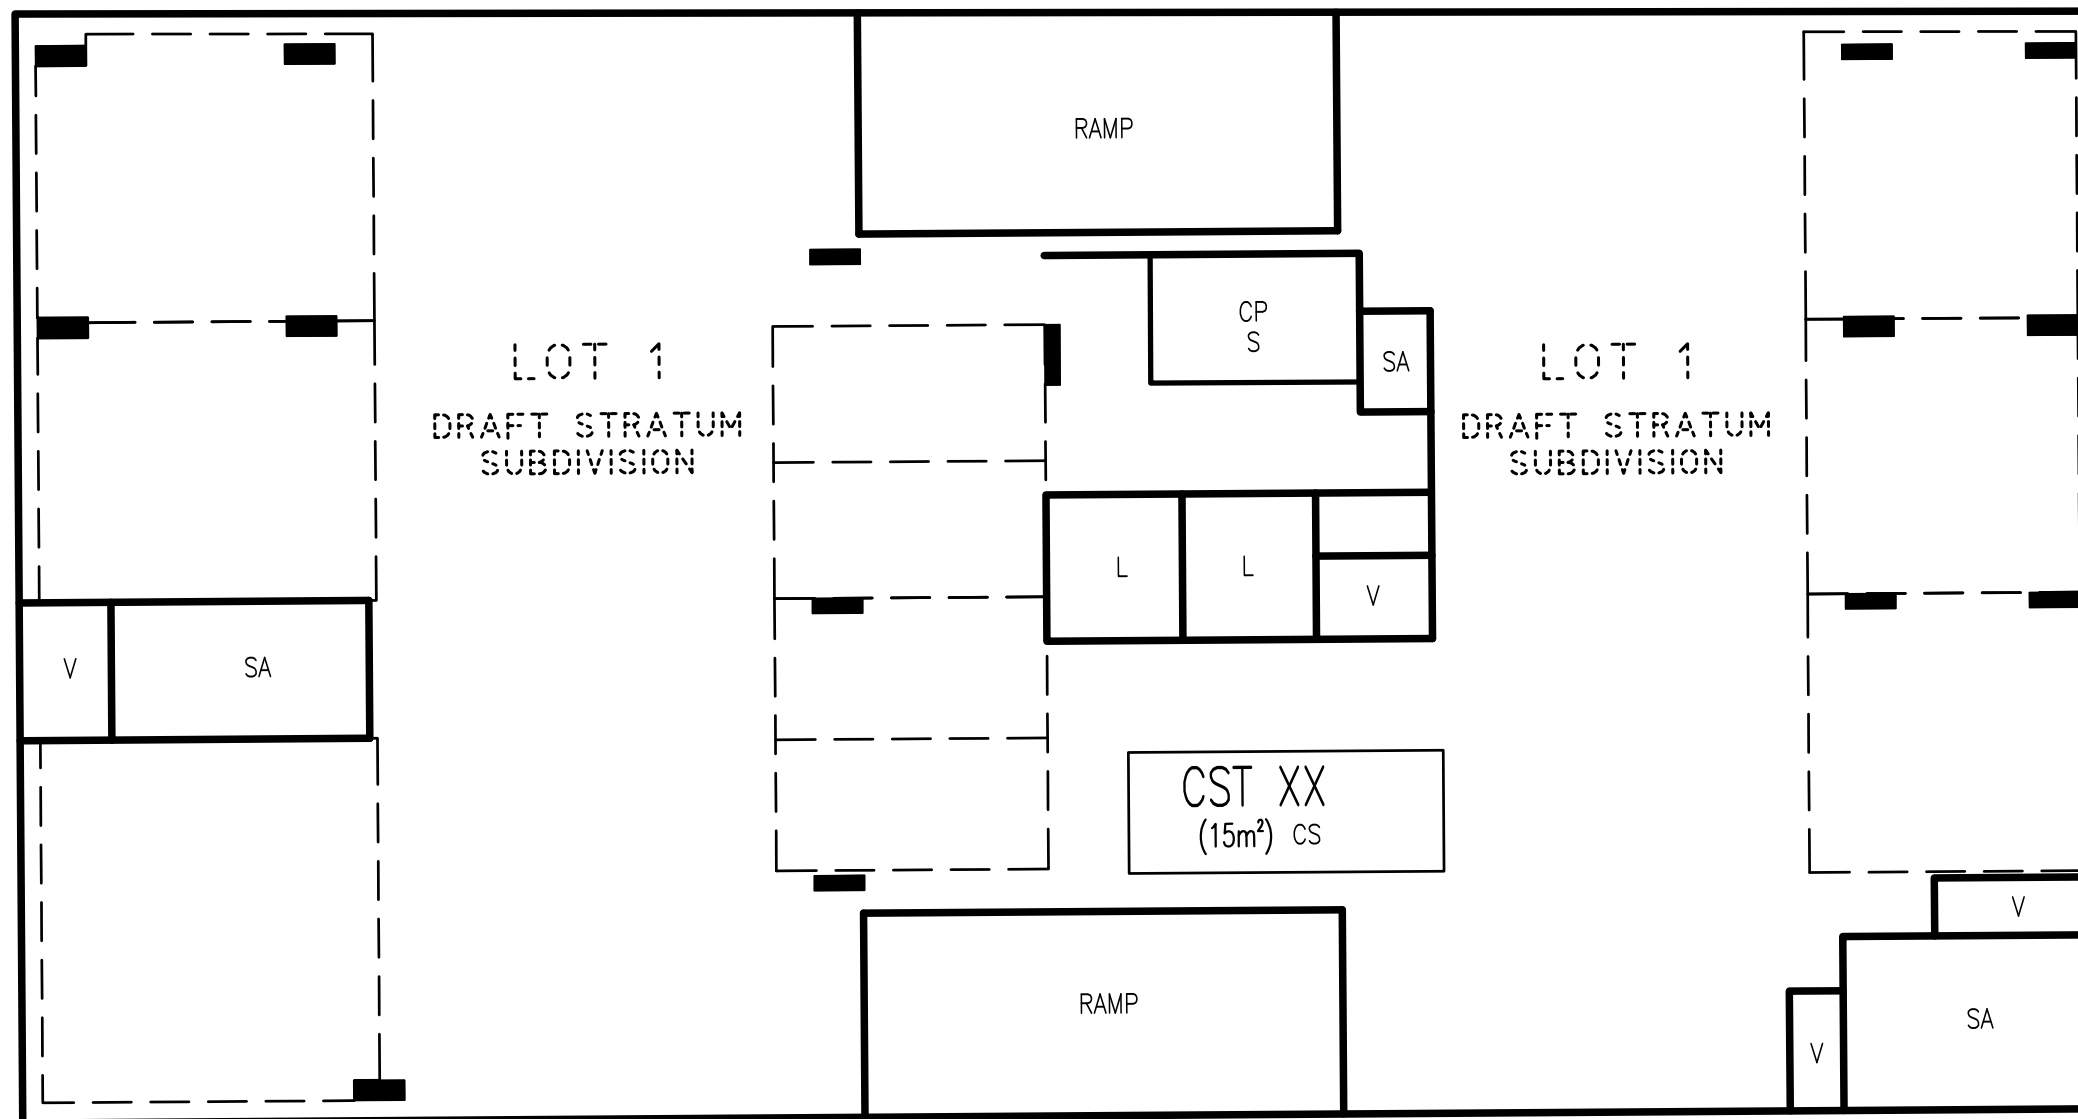 RAMP
CP
S
SA
LOT 1
DRAFT STRATUM
SUBDIVISION
LOT 1
DRAFT STRATUM
SUBDIVISION
L
L
V
V
SA
CST XX
(15m²) CS
V
RAMP
SA
V